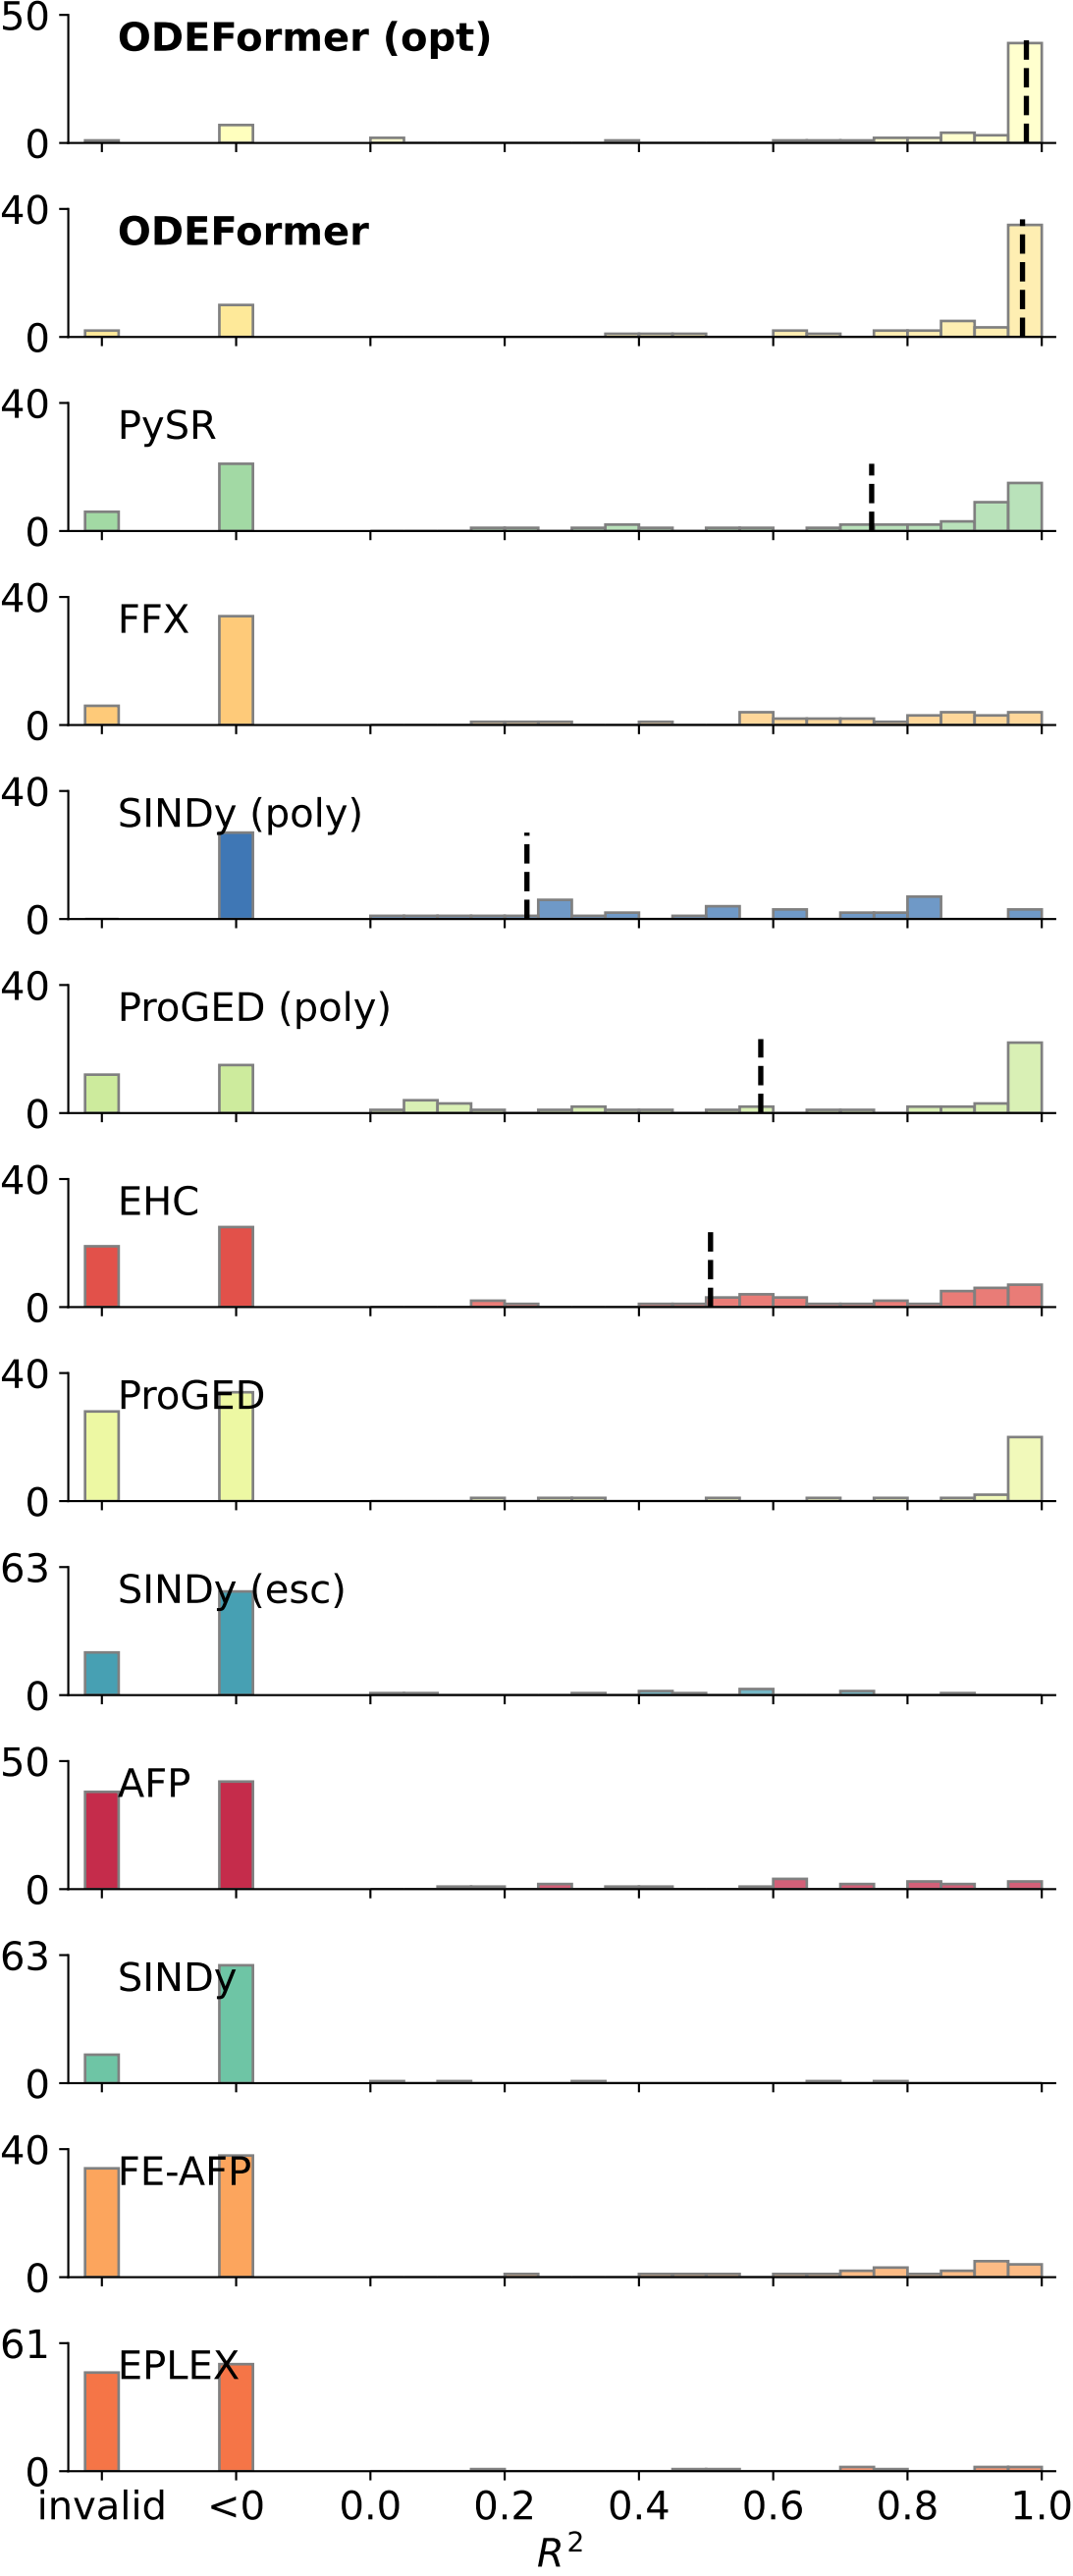 50
ODEFormer (opt)
0
40
ODEFormer
0
40
PySR
0
40
FFX
0
40
SINDy (poly)
0
40
ProGED (poly)
0
40
EHC
0
40
ProGED
0
63
SINDy (esc)
0
50
AFP
0
63
SINDy
0
40
FE-AFP
0
61
EPLEX
0
invalid <0 0.0 0.2 0.4 0.6 0.8 1.0
R²